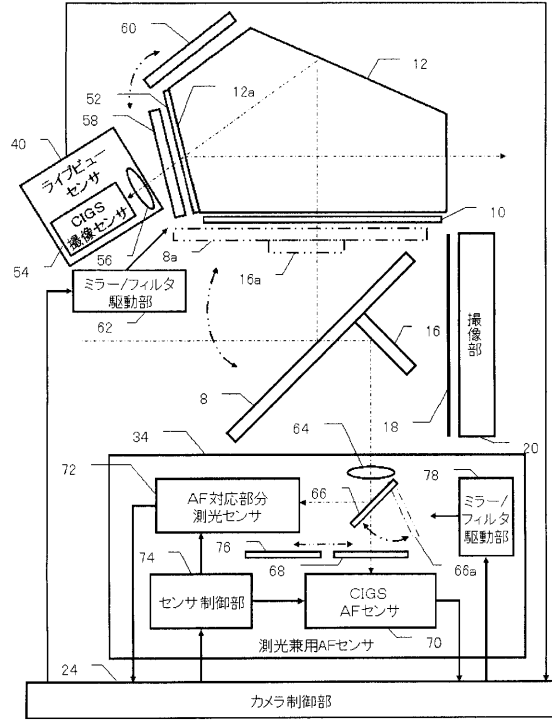 60
12
52
12a
58
40
ライブビュー
センサ
CIGS
撮像センサ
54
56
8a
10
16a
ミラー/フィルタ
駆動部
62
16
撮像部
8
18
20
34
64
72
66
78
AF対応部分
測光センサ
ミラー/
フィルタ
駆動部
74
76
68
66a
センサ制御部
CIGS
AFセンサ
測光兼用AFセンサ
70
24
カメラ制御部